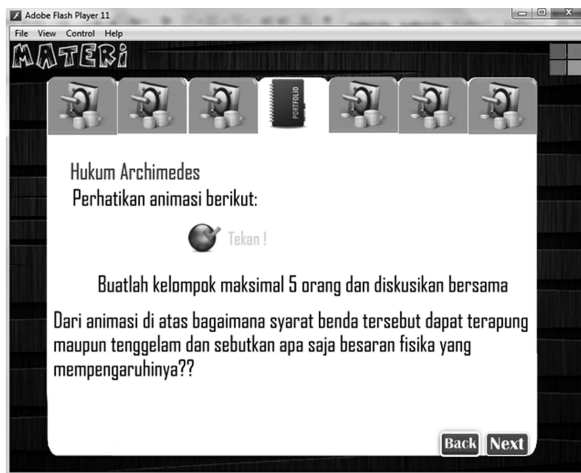 Adobe Flash Player 11
File View Control Help
MATERi
PORTFOLIO
Hukum Archimedes
Perhatikan animasi berikut:
Tekan !
Buatlah kelompok maksimal 5 orang dan diskusikan bersama
Dari animasi di atas bagaimana syarat benda tersebut dapat terapung
maupun tenggelam dan sebutkan apa saja besaran fisika yang
mempengaruhinya??
Back Next